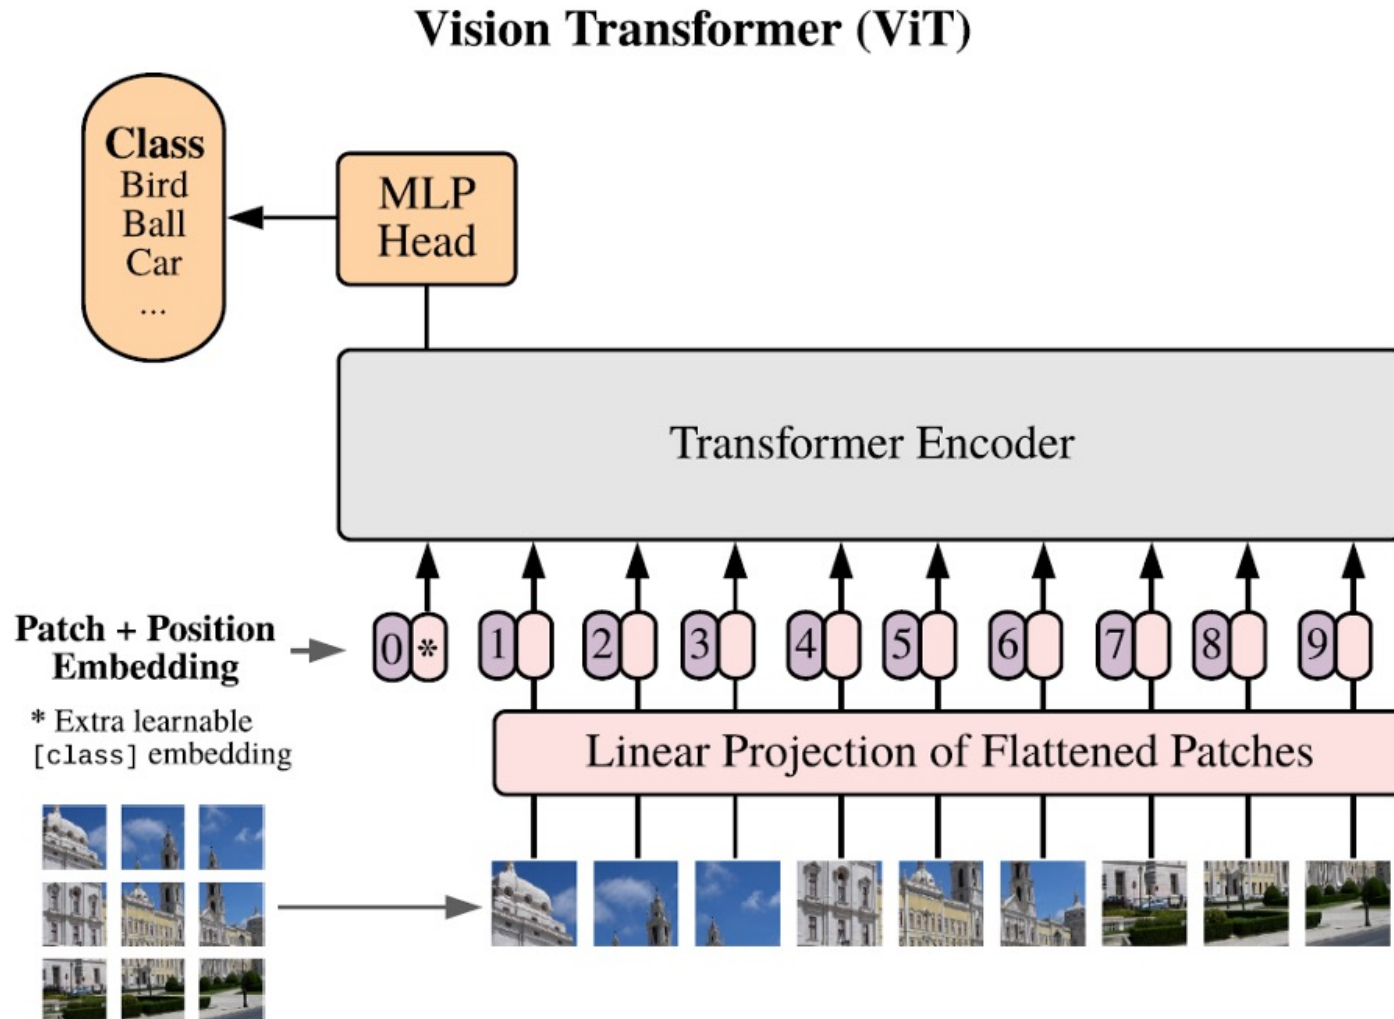 Vision Transformer (ViT)
Class
Bird
Ball
Car
...
MLP
Head
Transformer Encoder
Patch + Position
Embedding
* Extra learnable
[class] embedding
0 * 1 2 3 4 5 6 7 8 9
Linear Projection of Flattened Patches